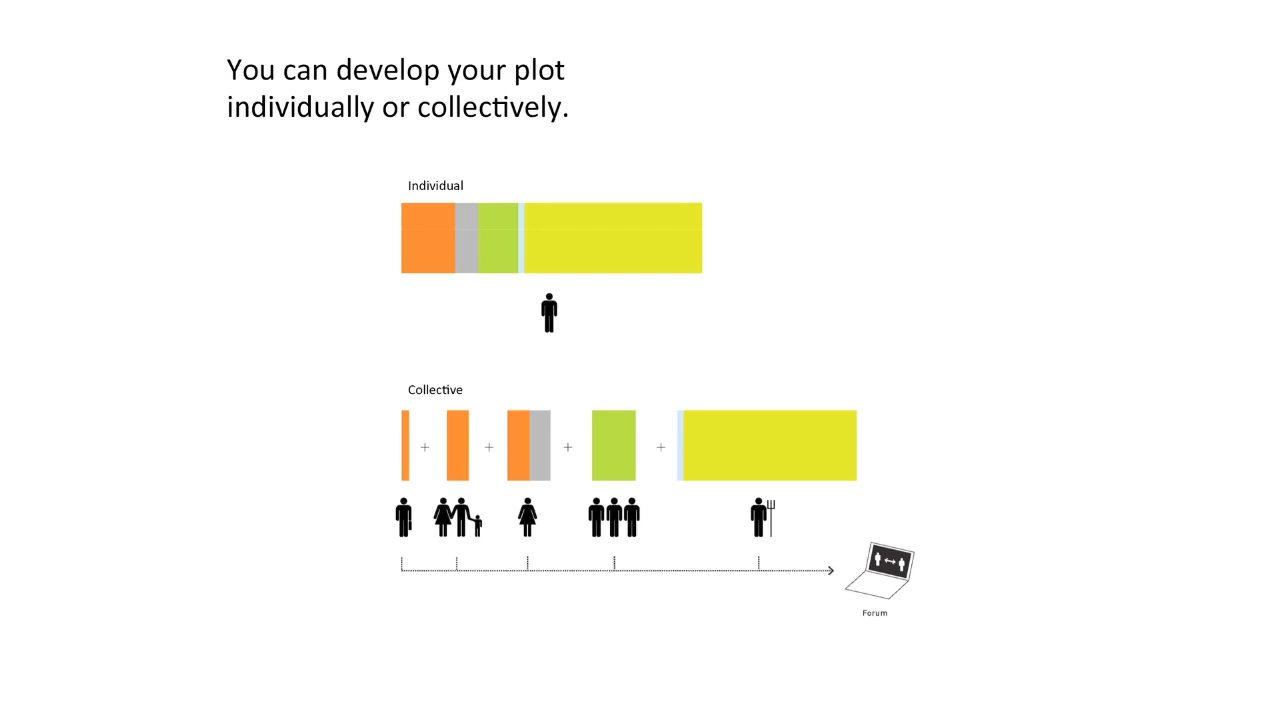 You can develop your plot
individually or collectively.
Individual
Collective
+ + + +
Forum